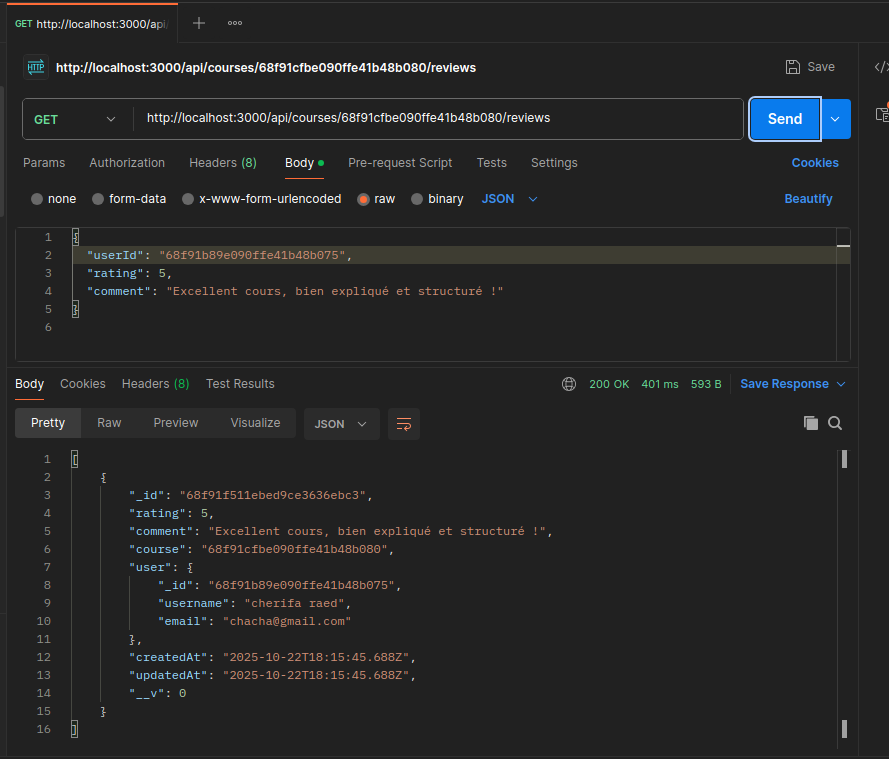 GET http://localhost:3000/api/
HTTP http://localhost:3000/api/courses/68f91cfbe090ffe41b48b080/reviews Save </>
GET http://localhost:3000/api/courses/68f91cfbe090ffe41b48b080/reviews Send
Params Authorization Headers (8) Body Pre-request Script Tests Settings Cookies
none form-data x-www-form-urlencoded raw binary JSON Beautify
1 {
2 "userId": "68f91b89e090ffe41b48b075",
3 "rating": 5,
4 "comment": "Excellent cours, bien expliqué et structuré !"
5 }
6
Body Cookies Headers (8) Test Results 200 OK 401 ms 593 B Save Response
Pretty Raw Preview Visualize JSON
1 [
2 {
3 "_id": "68f91f511ebed9ce3636ebc3",
4 "rating": 5,
5 "comment": "Excellent cours, bien expliqué et structuré !",
6 "course": "68f91cfbe090ffe41b48b080",
7 "user": {
8 "_id": "68f91b89e090ffe41b48b075",
9 "username": "cherifa raed",
10 "email": "chacha@gmail.com"
11 },
12 "createdAt": "2025-10-22T18:15:45.688Z",
13 "updatedAt": "2025-10-22T18:15:45.688Z",
14 "__v": 0
15 }
16 ]